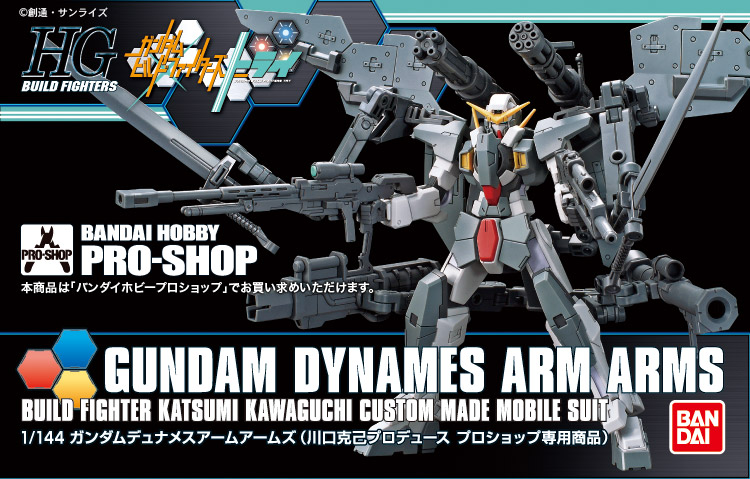 ©創通・サンライズ
HG
BUILD FIGHTERS
ガンダム
ビルドファイターズ
トライ
PRO-SHOP
BANDAI HOBBY
PRO-SHOP
本商品は「バンダイホビープロショップ」でお買い求めいただけます。
GUNDAM DYNAMES ARM ARMS
BUILD FIGHTER KATSUMI KAWAGUCHI CUSTOM MADE MOBILE SUIT
1/144 ガンダムデュナメスアームアームズ（川口克己プロデュース プロショップ専用商品）
BAN
DAI